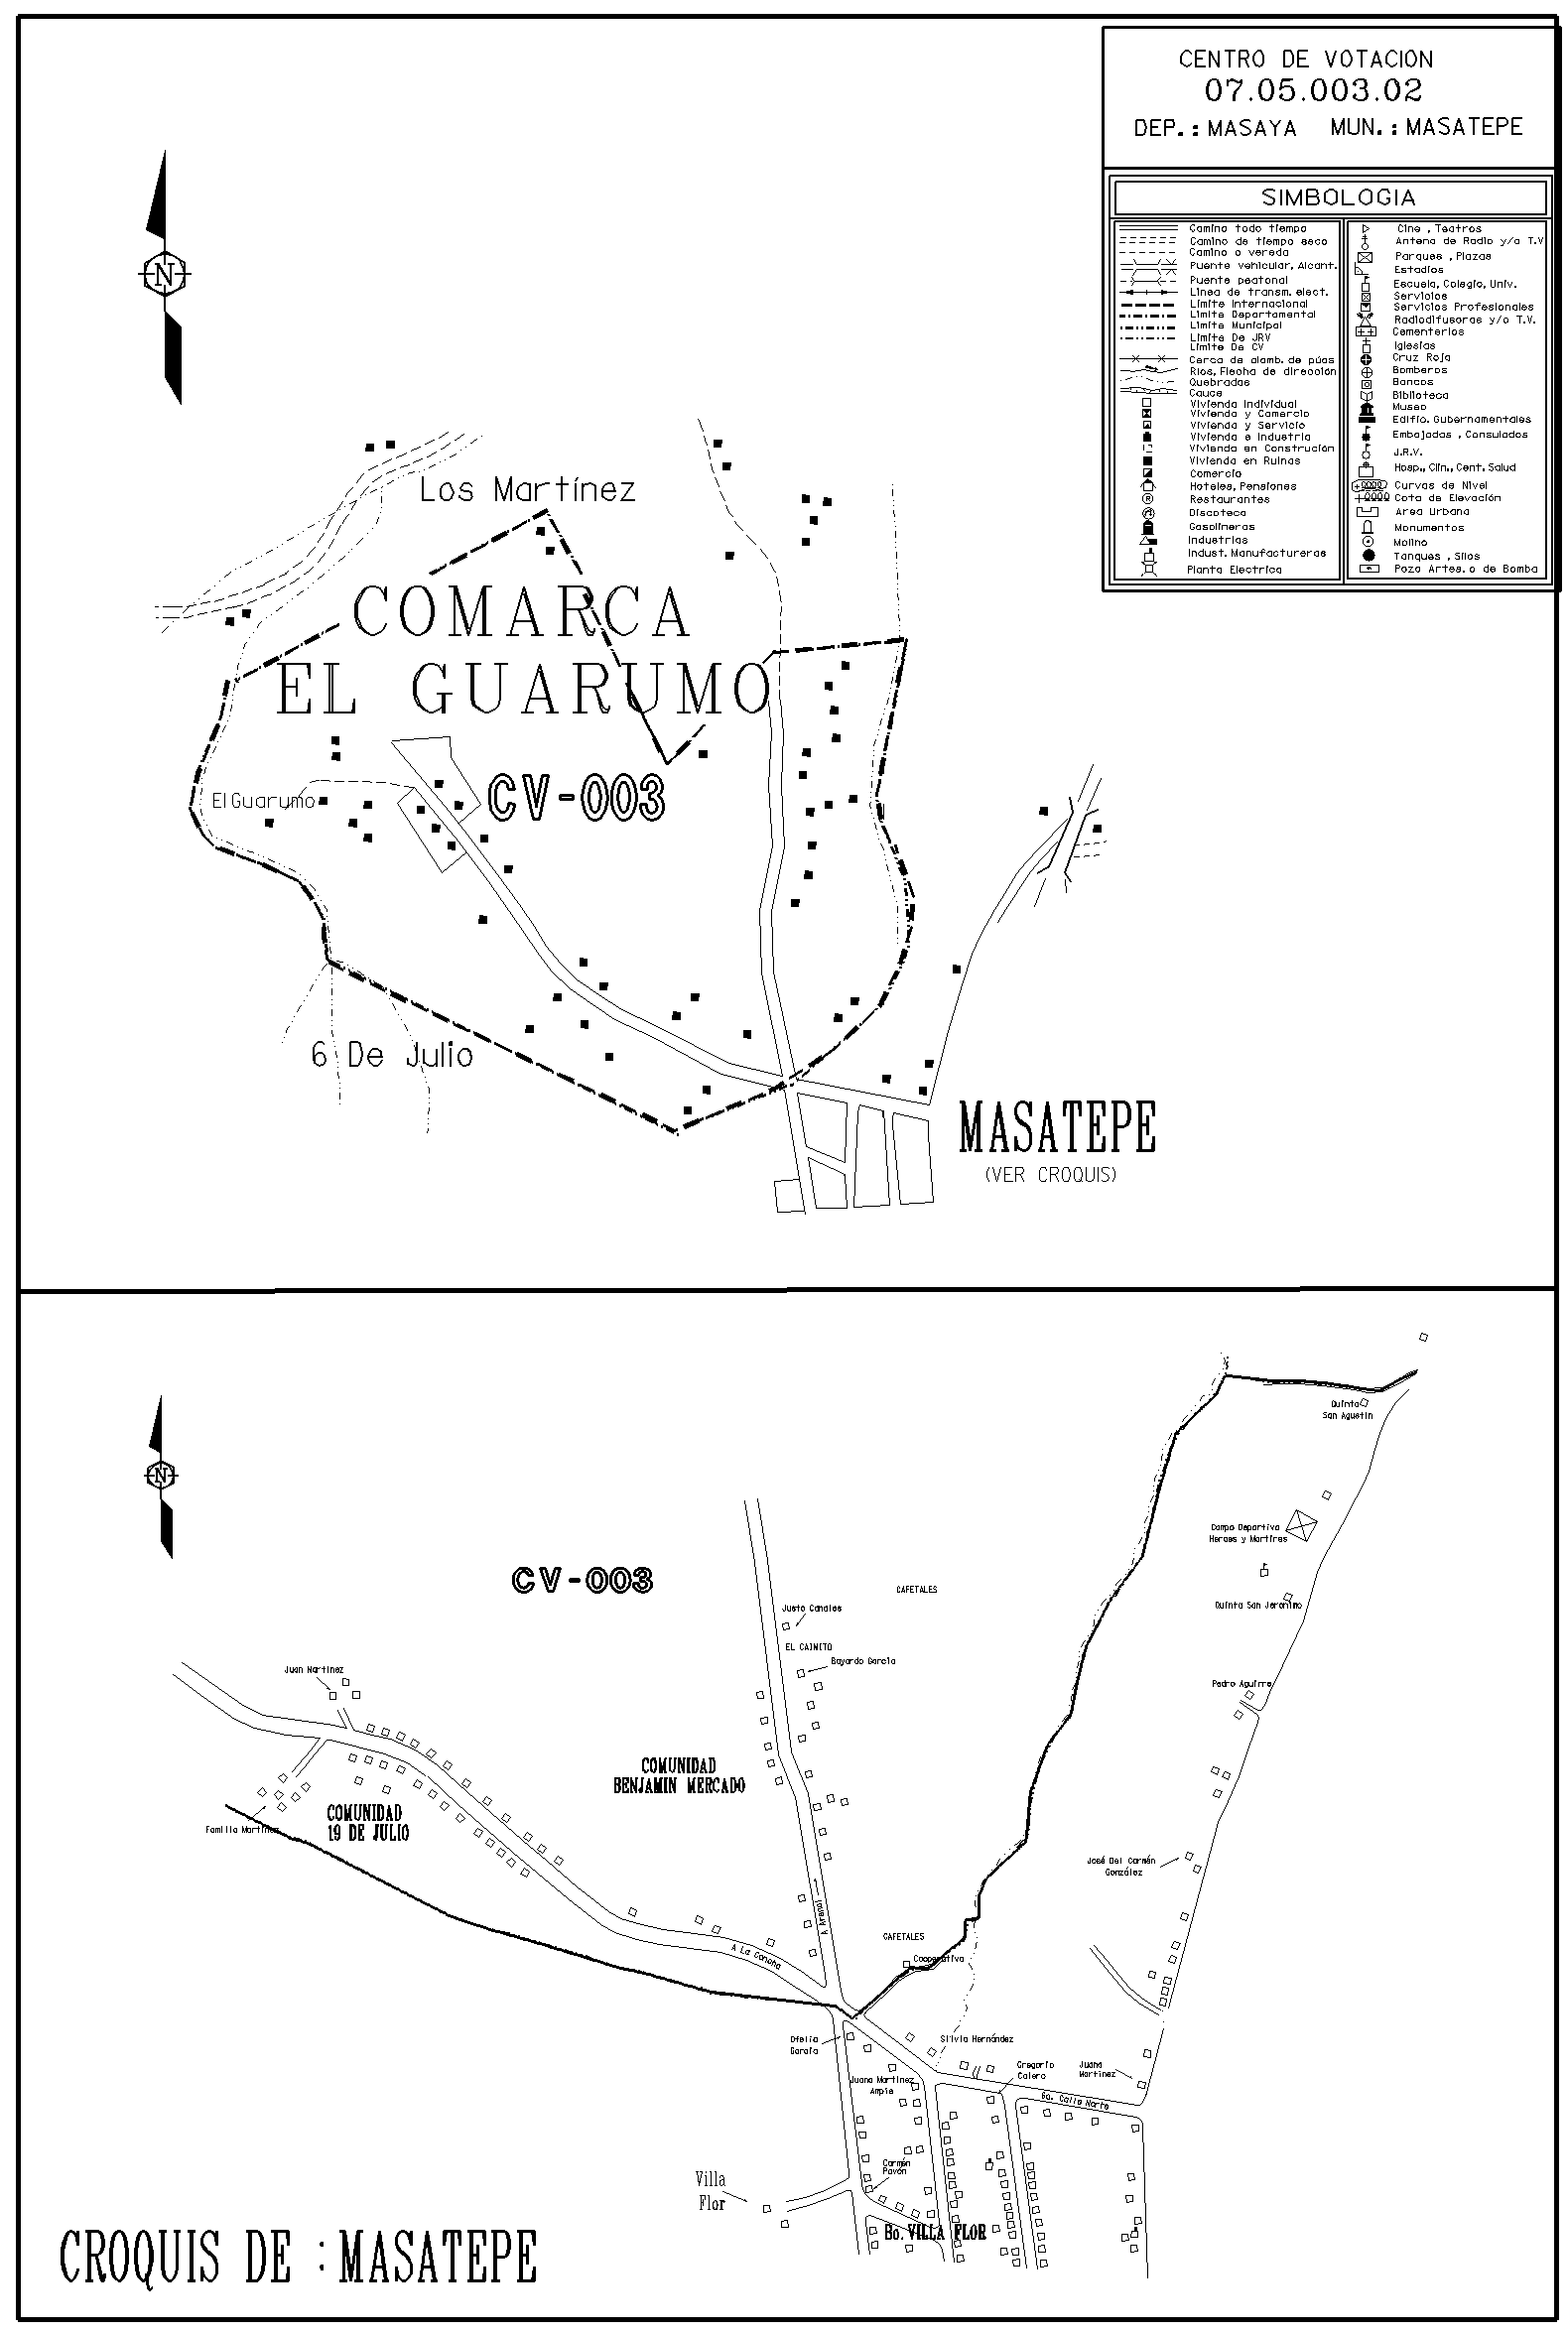 CENTRO DE VOTACION
07.05.003.02
DEP.: MASAYA MUN.: MASATEPE
SIMBOLOGIA
Camino todo tiempo
Camino de tiempo seco
Camino o vereda
Puente vehicular, Alcant.
Puente peatonal
Linea de transm. elect.
Limite Internacional
Limite Departamental
Limite Municipal
Limite De JRV
Limite De CV
Cerca de alamb. de púas
Rios, Flecha de dirección
Quebradas
Cauce
Vivienda Individual
Vivienda y Comercio
Vivienda y Servicio
Vivienda e Industria
Vivienda en Construción
Vivienda en Ruinas
Comercio
Hoteles, Pensiones
Restaurantes
Discoteca
Gasolineras
Industrias
Indust. Manufactureras
Planta Electrica
Cine , Teatros
Antena de Radio y/o T.V
Parques , Plazas
Estadios
Escuela, Colegio, Univ.
Servicios
Servicios Profesionales
Radiodifusoras y/o T.V.
Cementerios
Iglesias
Cruz Roja
Bomberos
Bancos
Biblioteca
Museo
Edific. Gubernamentales
Embajadas , Consulados
J.R.V.
Hosp., Clin., Cent. Salud
Curvas de Nivel
Cota de Elevación
Area Urbana
Monumentos
Molino
Tanques , Silos
Pozo Artes. o de Bomba
N
Los Martínez
COMARCA
EL GUARUMO
CV-003
El Guarumo
6 De Julio
MASATEPE
(VER CROQUIS)
N
Quinta
San Agustin
Campo Deportivo
Heroes y Martires
CV-003
CAFETALES
Quinta San Jeronimo
Justo Canales
EL CAIMITO
Bayardo Garcia
Juan Martinez
Pedro Aguirre
COMUNIDAD
BENJAMIN MERCADO
COMUNIDAD
19 DE JULIO
Familia Martinez
José Del Carmén
González
A
CAFETALES
A La Concha
Cooperativa
Ofelia
Garcia
Silvia Hernández
Gregorio
Calero
Juana
Martinez
Juana Martinez
Ampie
Bo. Calle Norte
Carmén
Pavón
Villa
Flor
Bo. VILLA FLOR
CROQUIS DE : MASATEPE